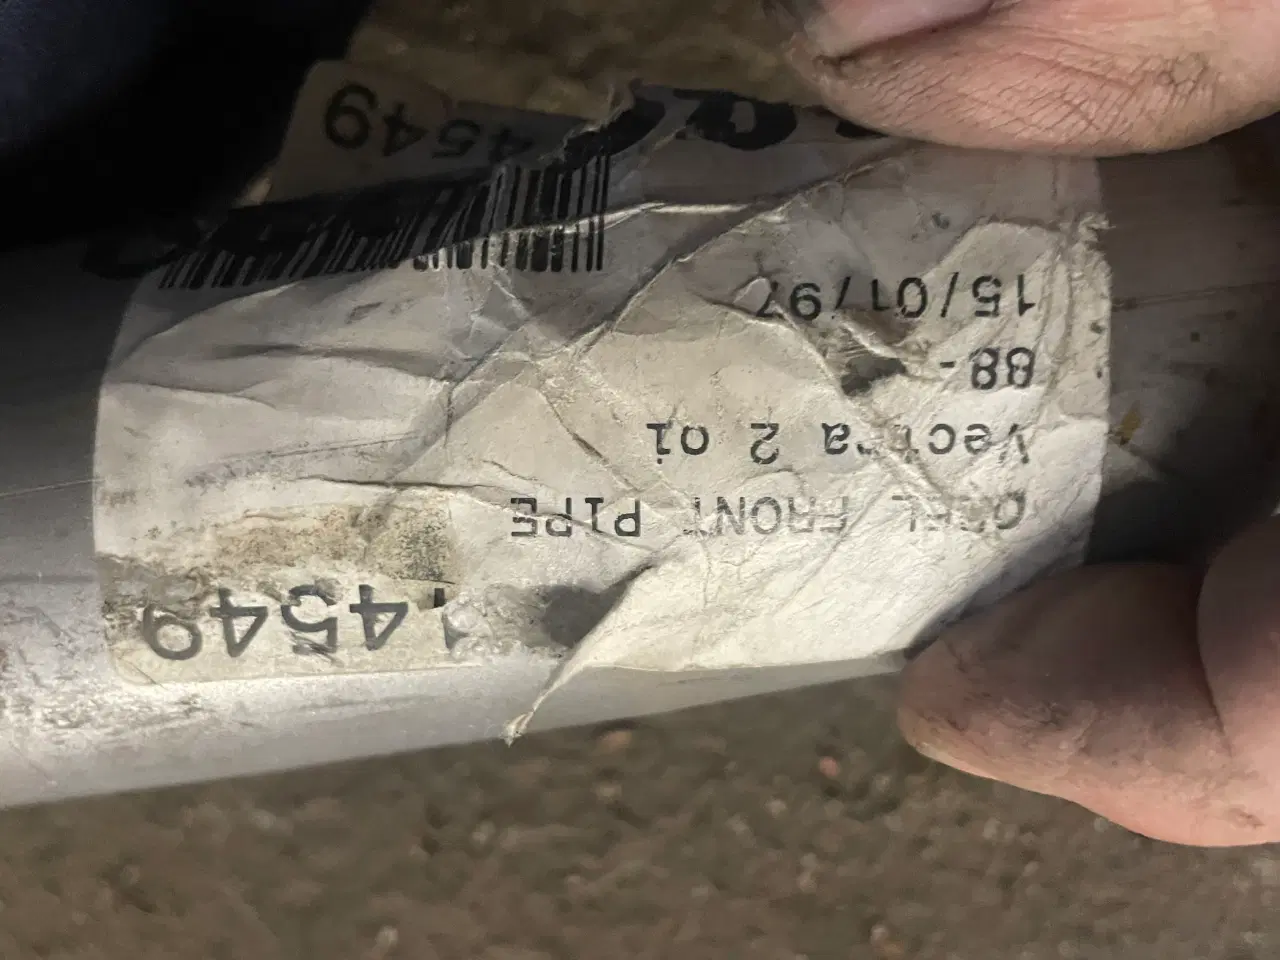 14549
OPEL FRONT PIPE
Vectra 2 oi
88-
15/01/97
4549